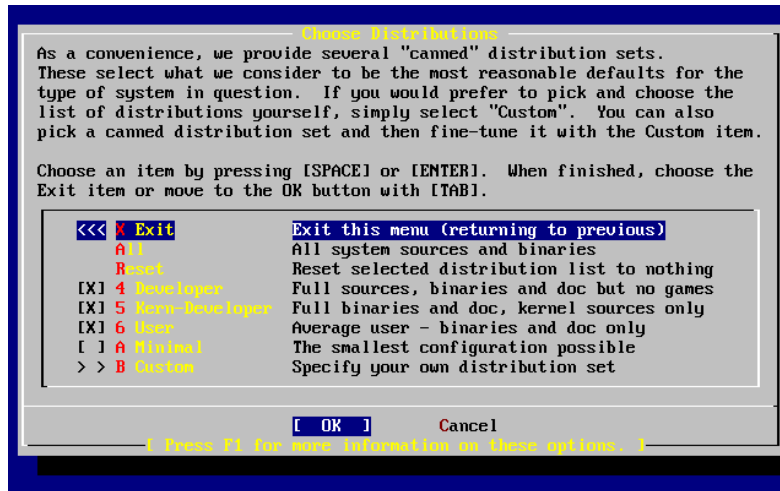 Choose Distributions
As a convenience, we provide several "canned" distribution sets.
These select what we consider to be the most reasonable defaults for the
type of system in question.  If you would prefer to pick and choose the
list of distributions yourself, simply select "Custom".  You can also
pick a canned distribution set and then fine-tune it with the Custom item.
Choose an item by pressing [SPACE] or [ENTER].  When finished, choose the
Exit item or move to the OK button with [TAB].
<<< X Exit Exit this menu (returning to previous)
All All system sources and binaries
Reset Reset selected distribution list to nothing
[X] 4 Developer Full sources, binaries and doc but no games
[X] 5 Kern-Developer Full binaries and doc, kernel sources only
[X] 6 User Average user - binaries and doc only
[ ] A Minimal The smallest configuration possible
> > B Custom Specify your own distribution set
[ OK ] Cancel
[ Press F1 for more information on these options. ]